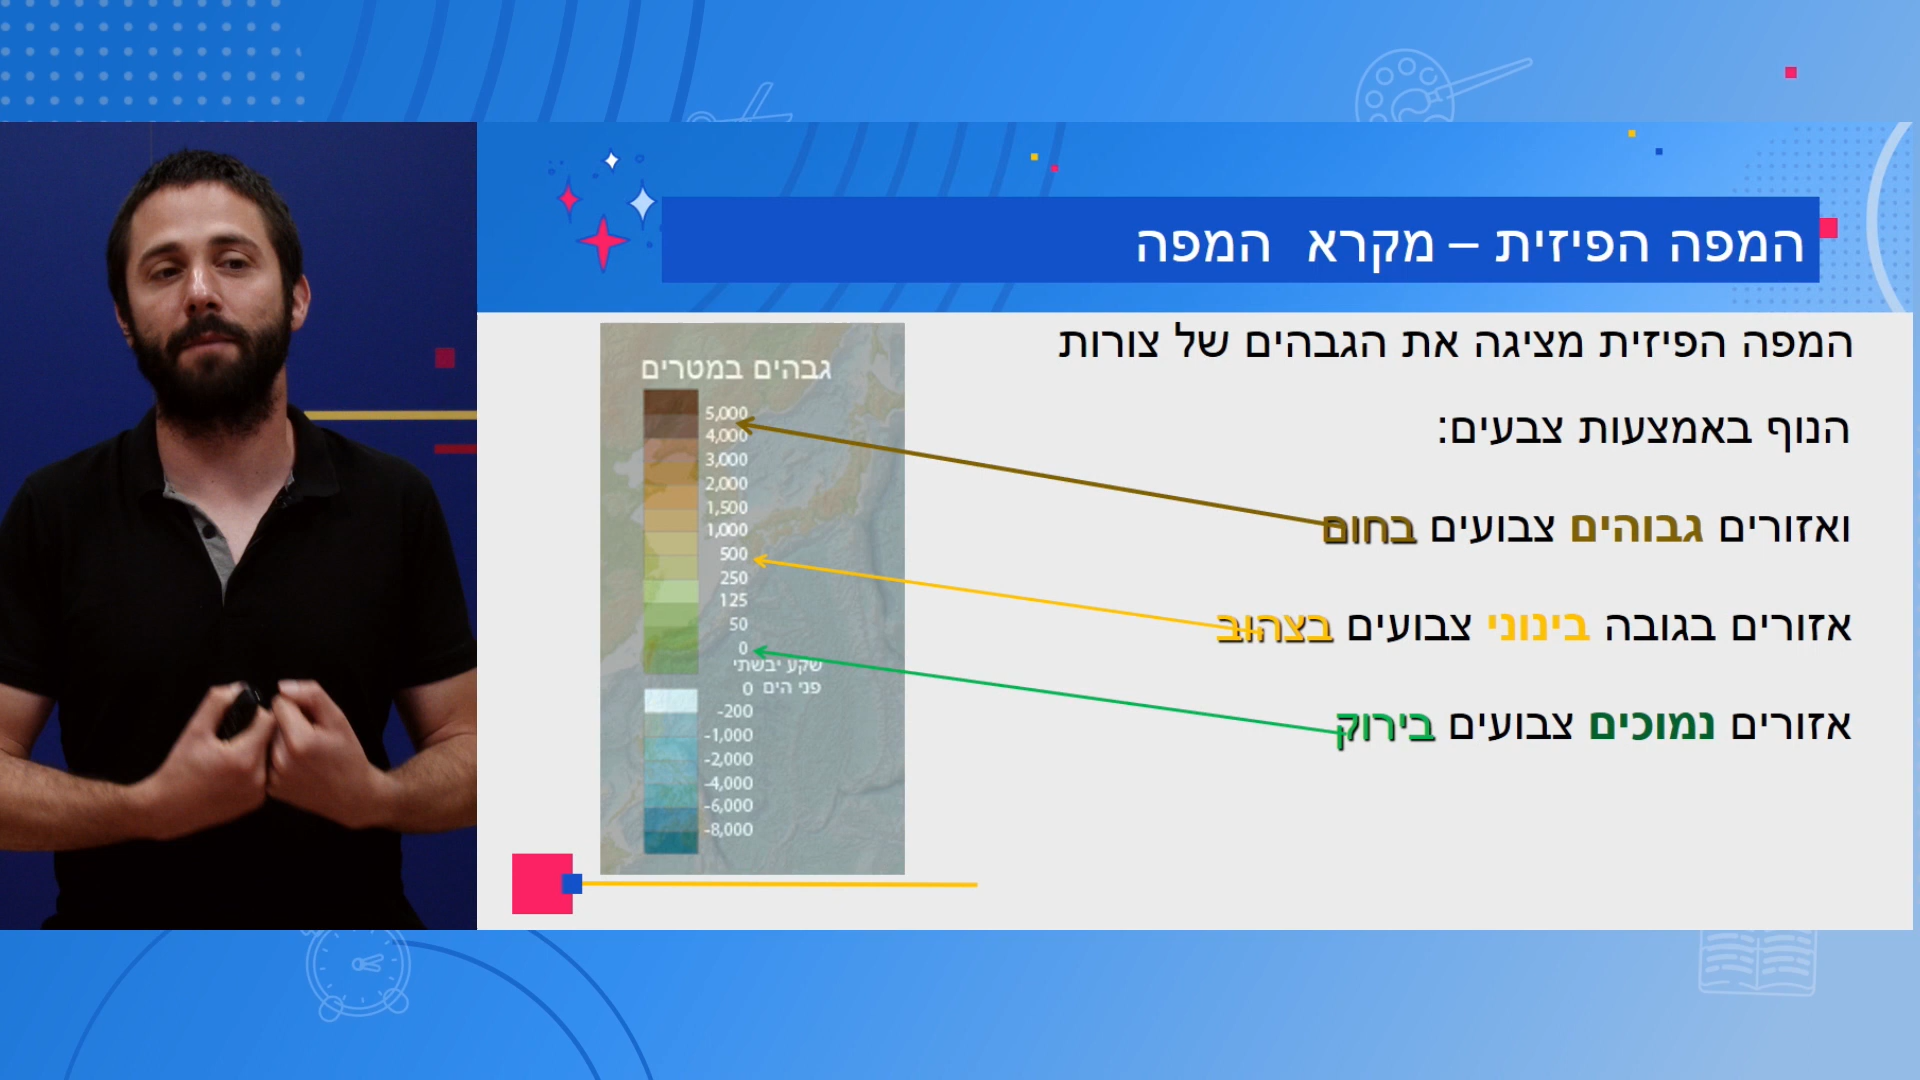 המפה הפיזית – מקרא המפה
המפה הפיזית מציגה את הגבהים של צורות
הנוף באמצעות צבעים:
ואזורים גבוהים צבועים בחום
אזורים בגובה בינוני צבועים בצהוב
אזורים נמוכים צבועים בירוק
גבהים במטרים
5,000
4,000
3,000
2,000
1,500
1,000
500
250
125
50
0
שקע יבשתי
0 פני הים
-200
-1,000
-2,000
-4,000
-6,000
-8,000